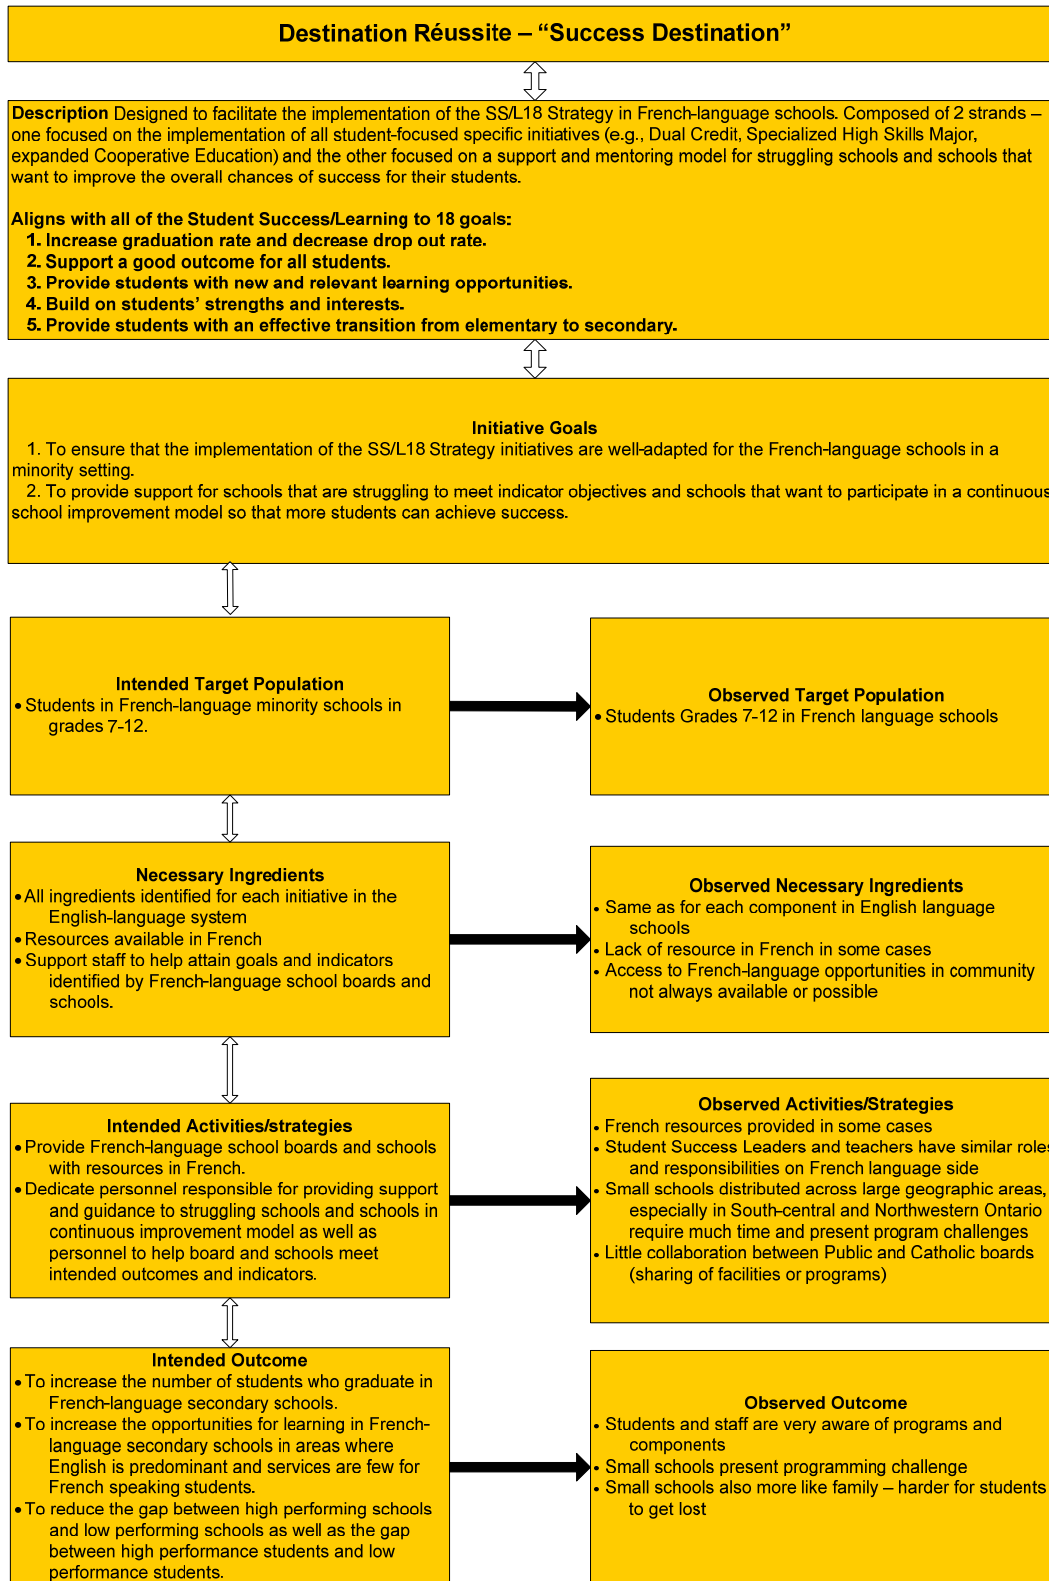 Destination Réussite – “Success Destination”
Description Designed to facilitate the implementation of the SS/L18 Strategy in French-language schools. Composed of 2 strands –
one focused on the implementation of all student-focused specific initiatives (e.g., Dual Credit, Specialized High Skills Major,
expanded Cooperative Education) and the other focused on a support and mentoring model for struggling schools and schools that
want to improve the overall chances of success for their students.
Aligns with all of the Student Success/Learning to 18 goals:
1. Increase graduation rate and decrease drop out rate.
2. Support a good outcome for all students.
3. Provide students with new and relevant learning opportunities.
4. Build on students’ strengths and interests.
5. Provide students with an effective transition from elementary to secondary.
Initiative Goals
1. To ensure that the implementation of the SS/L18 Strategy initiatives are well-adapted for the French-language schools in a
minority setting.
2. To provide support for schools that are struggling to meet indicator objectives and schools that want to participate in a continuous
school improvement model so that more students can achieve success.
Intended Target Population
• Students in French-language minority schools in
grades 7-12.
Observed Target Population
• Students Grades 7-12 in French language schools
Necessary Ingredients
• All ingredients identified for each initiative in the
English-language system
• Resources available in French
• Support staff to help attain goals and indicators
identified by French-language school boards and
schools.
Observed Necessary Ingredients
• Same as for each component in English language
schools
• Lack of resource in French in some cases
• Access to French-language opportunities in community
not always available or possible
Intended Activities/strategies
• Provide French-language school boards and schools
with resources in French.
• Dedicate personnel responsible for providing support
and guidance to struggling schools and schools in
continuous improvement model as well as
personnel to help board and schools meet
intended outcomes and indicators.
Observed Activities/Strategies
• French resources provided in some cases
• Student Success Leaders and teachers have similar roles
and responsibilities on French language side
• Small schools distributed across large geographic areas,
especially in South-central and Northwestern Ontario
require much time and present program challenges
• Little collaboration between Public and Catholic boards
(sharing of facilities or programs)
Intended Outcome
• To increase the number of students who graduate in
French-language secondary schools.
• To increase the opportunities for learning in French-
language secondary schools in areas where
English is predominant and services are few for
French speaking students.
• To reduce the gap between high performing schools
and low performing schools as well as the gap
between high performance students and low
performance students.
Observed Outcome
• Students and staff are very aware of programs and
components
• Small schools present programming challenge
• Small schools also more like family – harder for students
to get lost